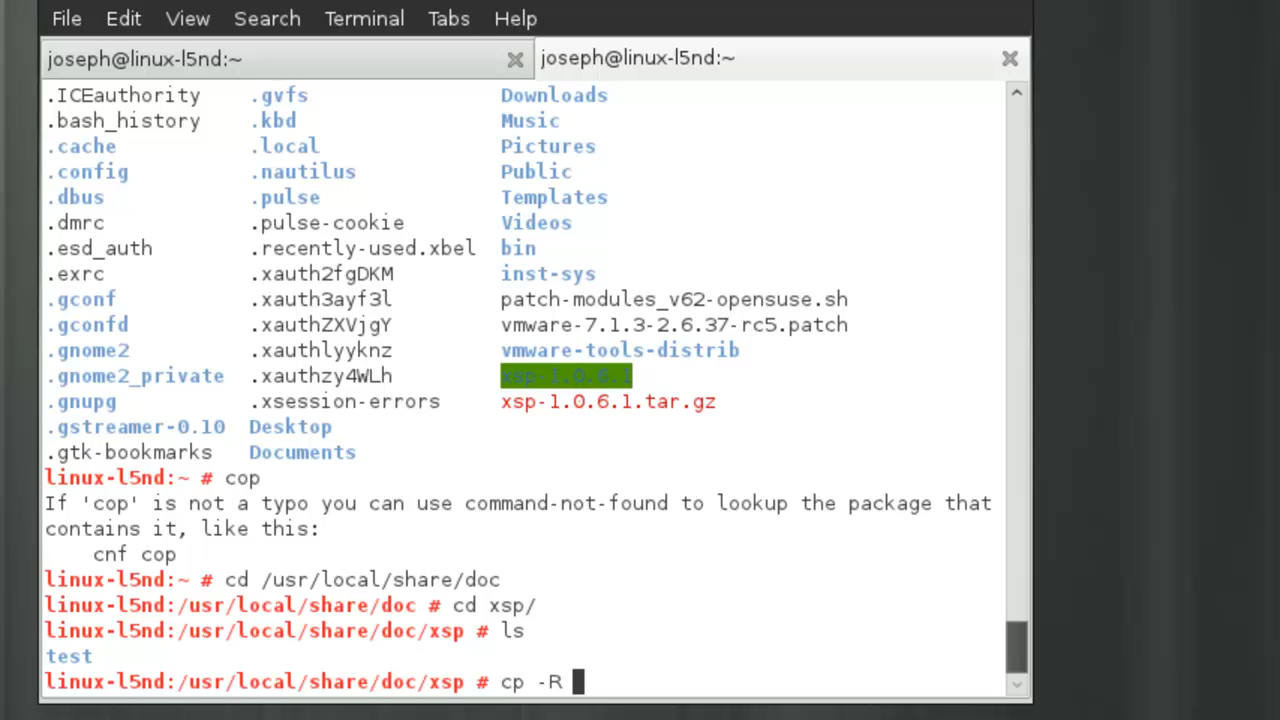 File Edit View Search Terminal Tabs Help
joseph@linux-l5nd:~ joseph@linux-l5nd:~
.ICEauthority .gvfs Downloads
.bash_history .kbd Music
.cache .local Pictures
.config .nautilus Public
.dbus .pulse Templates
.dmrc .pulse-cookie Videos
.esd_auth .recently-used.xbel bin
.exrc .xauth2fgDKM inst-sys
.gconf .xauth3ayf3l patch-modules_v62-opensuse.sh
.gconfd .xauthZXVjgY vmware-7.1.3-2.6.37-rc5.patch
.gnome2 .xauthlyyknz vmware-tools-distrib
.gnome2_private .xauthzy4WLh xsp-1.0.6.1
.gnupg .xsession-errors xsp-1.0.6.1.tar.gz
.gstreamer-0.10 Desktop
.gtk-bookmarks Documents
linux-l5nd:~ # cop
If 'cop' is not a typo you can use command-not-found to lookup the package that
contains it, like this:
cnf cop
linux-l5nd:~ # cd /usr/local/share/doc
linux-l5nd:/usr/local/share/doc # cd xsp/
linux-l5nd:/usr/local/share/doc/xsp # ls
test
linux-l5nd:/usr/local/share/doc/xsp # cp -R